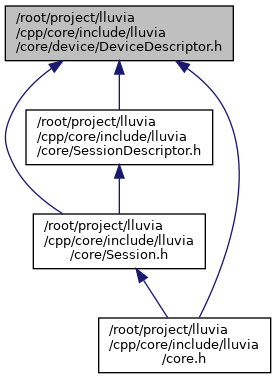 /root/project/lluvia
/cpp/core/include/lluvia
/core/device/DeviceDescriptor.h
/root/project/lluvia
/cpp/core/include/lluvia
/core/SessionDescriptor.h
/root/project/lluvia
/cpp/core/include/lluvia
/core/Session.h
/root/project/lluvia
/cpp/core/include/lluvia
/core.h